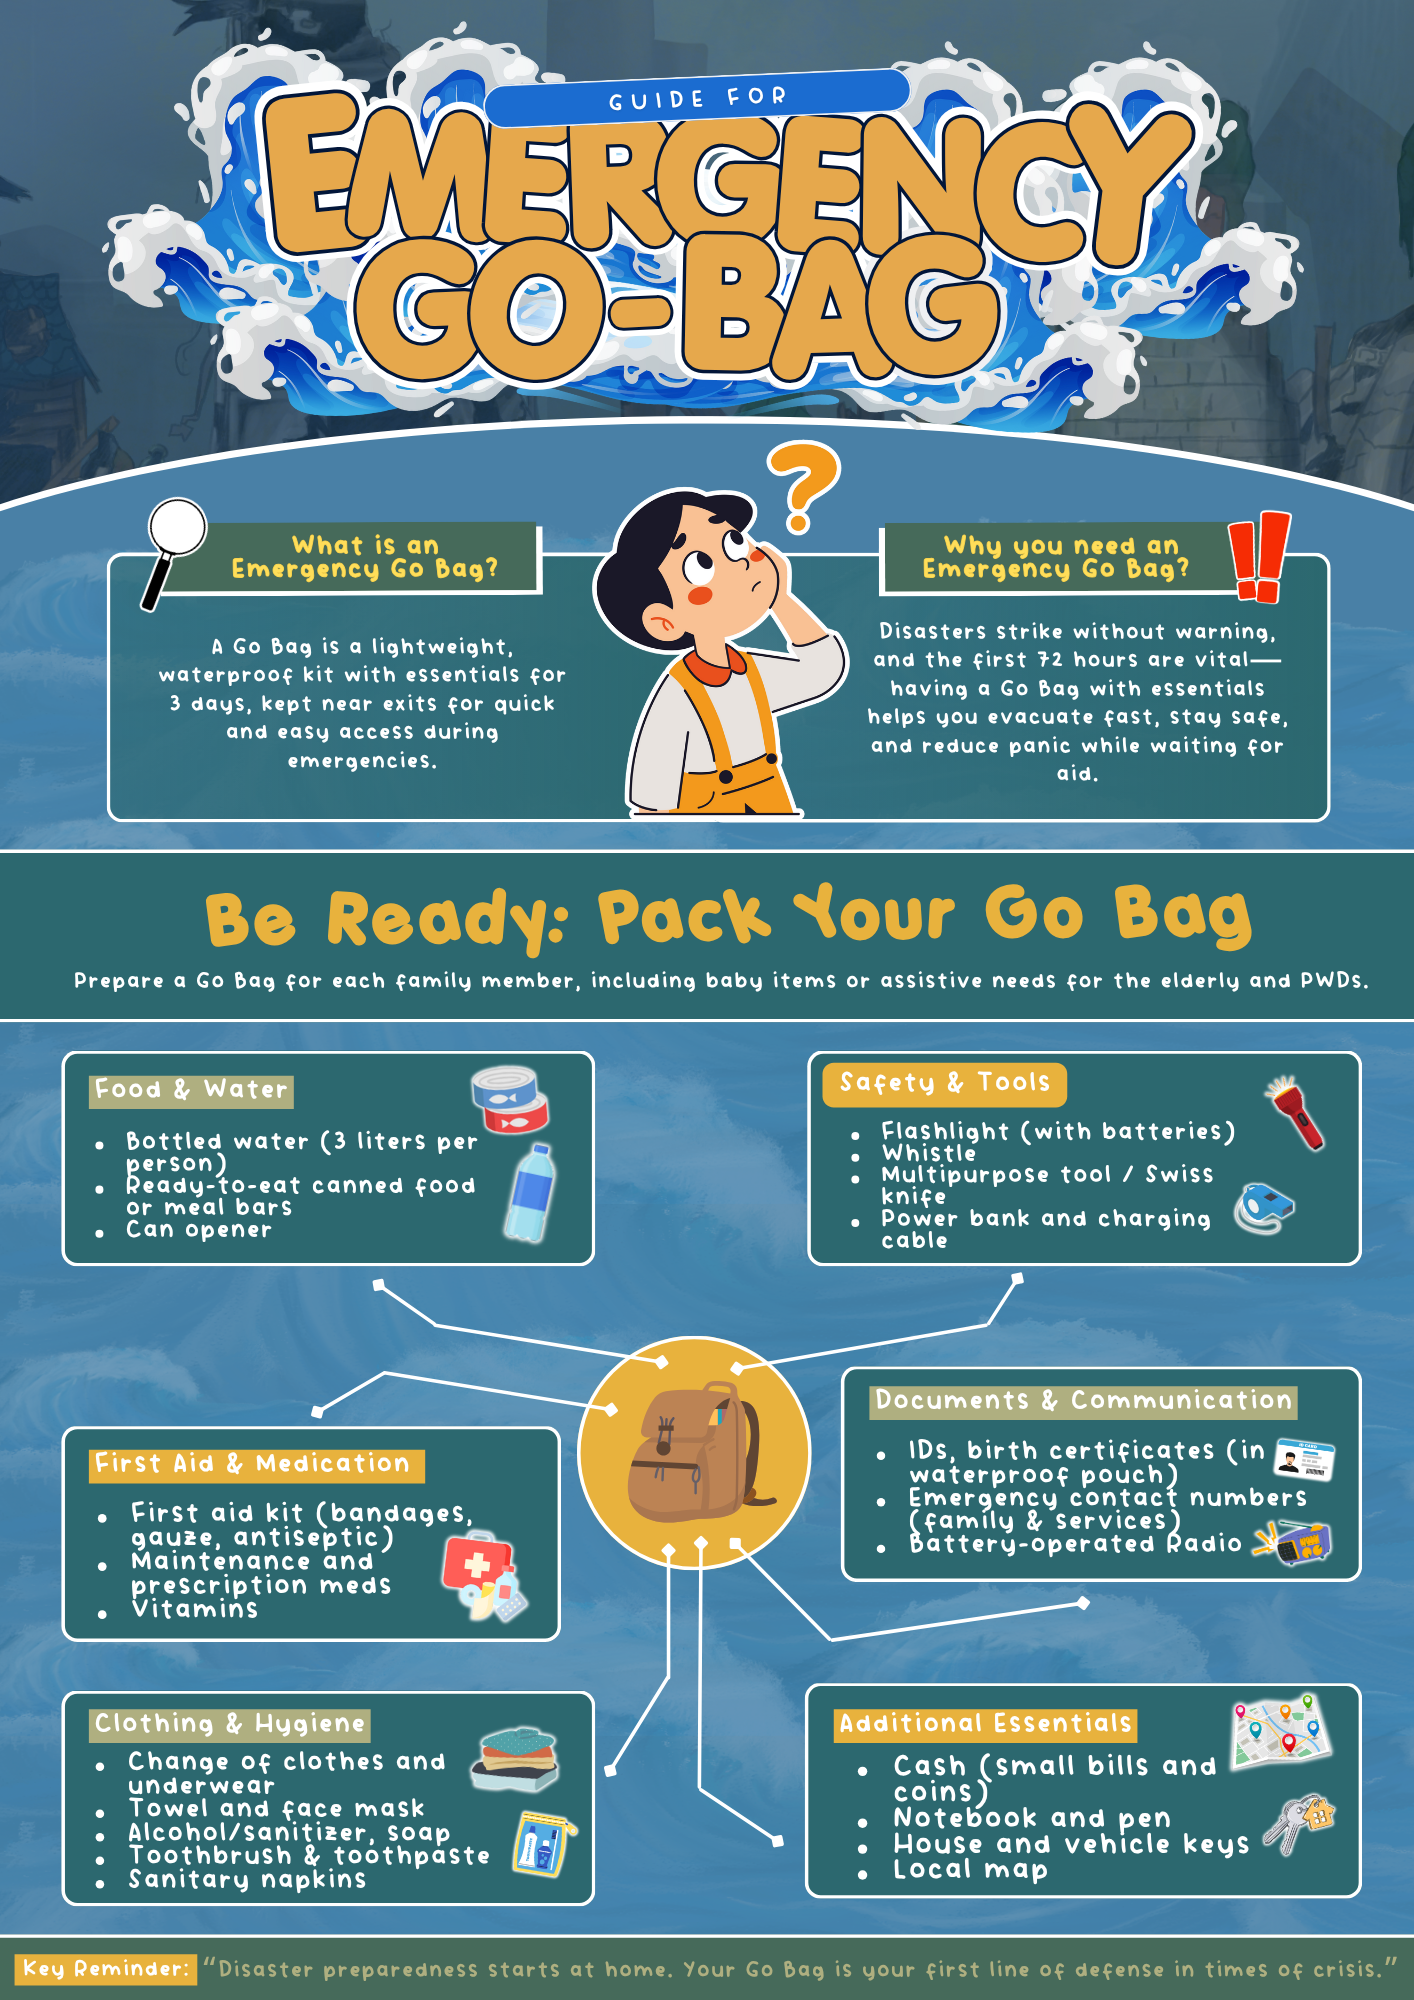 GUIDE FOR
EMERGENCY
GO-BAG
What is an
Emergency Go Bag?
A Go Bag is a lightweight,
waterproof kit with essentials for
3 days, kept near exits for quick
and easy access during
emergencies.
Why you need an
Emergency Go Bag?
Disasters strike without warning,
and the first 72 hours are vital—
having a Go Bag with essentials
helps you evacuate fast, stay safe,
and reduce panic while waiting for
aid.
Be Ready: Pack Your Go Bag
Prepare a Go Bag for each family member, including baby items or assistive needs for the elderly and PWDs.
Food & Water
• Bottled water (3 liters per
person)
• Ready-to-eat canned food
or meal bars
• Can opener
Safety & Tools
• Flashlight (with batteries)
• Whistle
• Multipurpose tool / Swiss
knife
• Power bank and charging
cable
First Aid & Medication
• First aid kit (bandages,
gauze, antiseptic)
• Maintenance and
prescription meds
• Vitamins
Documents & Communication
• IDs, birth certificates (in
waterproof pouch)
• Emergency contact numbers
(family & services)
• Battery-operated Radio
ID CARD
Clothing & Hygiene
• Change of clothes and
underwear
• Towel and face mask
• Alcohol/sanitizer, soap
• Toothbrush & toothpaste
• Sanitary napkins
Additional Essentials
• Cash (small bills and
coins)
• Notebook and pen
• House and vehicle keys
• Local map
Key Reminder: “Disaster preparedness starts at home. Your Go Bag is your first line of defense in times of crisis.”